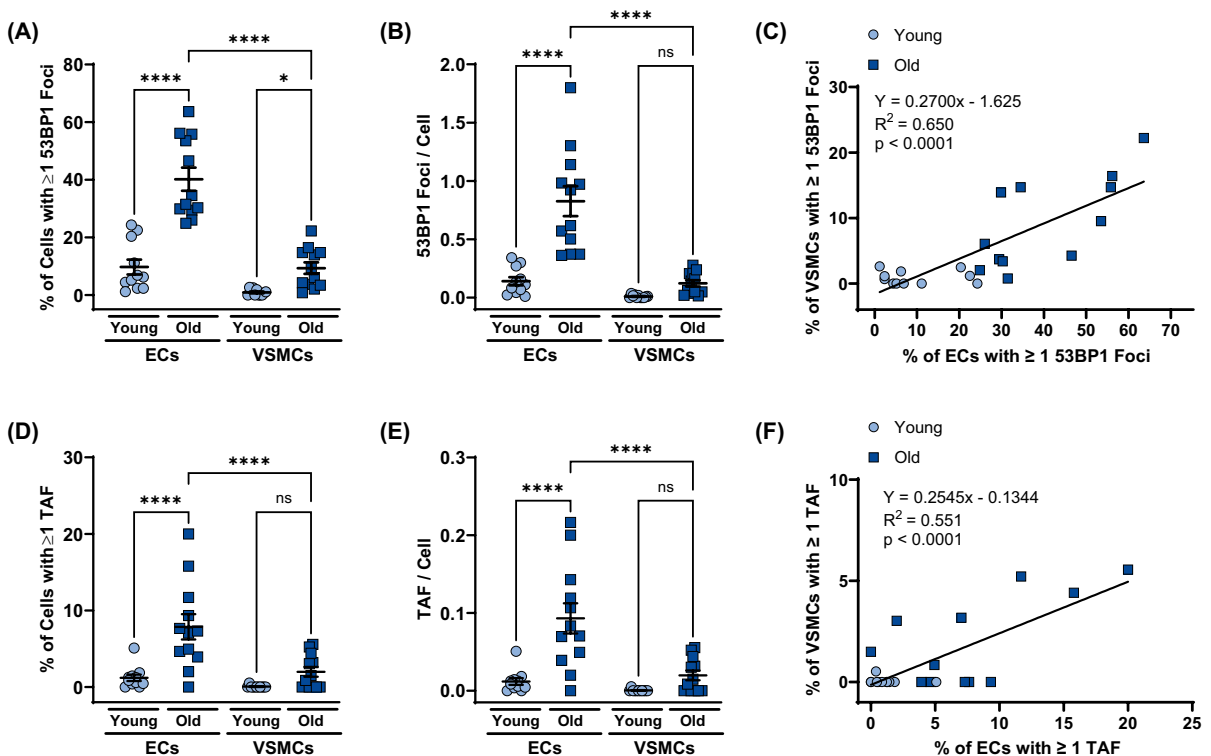 (A)
% of Cells with ≥1 53BP1 Foci
80
60
40
20
0
****
****
*
Young
Old
Young
Old
ECs
VSMCs
(B)
53BP1 Foci / Cell
2.0
1.5
1.0
0.5
0.0
****
****
ns
Young
Old
Young
Old
ECs
VSMCs
(C)
Young
Old
% of VSMCs with ≥ 1 53BP1 Foci
30
20
10
0
Y = 0.2700x - 1.625
R² = 0.650
p < 0.0001
0 10 20 30 40 50 60 70
% of ECs with ≥ 1 53BP1 Foci
(D)
% of Cells with≥1 TAF
30
20
10
0
****
****
ns
Young
Old
Young
Old
ECs
VSMCs
(E)
TAF / Cell
0.3
0.2
0.1
0.0
****
****
ns
Young
Old
Young
Old
ECs
VSMCs
(F)
Young
Old
% of VSMCs with ≥ 1 TAF
10
5
0
Y = 0.2545x - 0.1344
R² = 0.551
p < 0.0001
0 5 10 15 20 25
% of ECs with ≥ 1 TAF